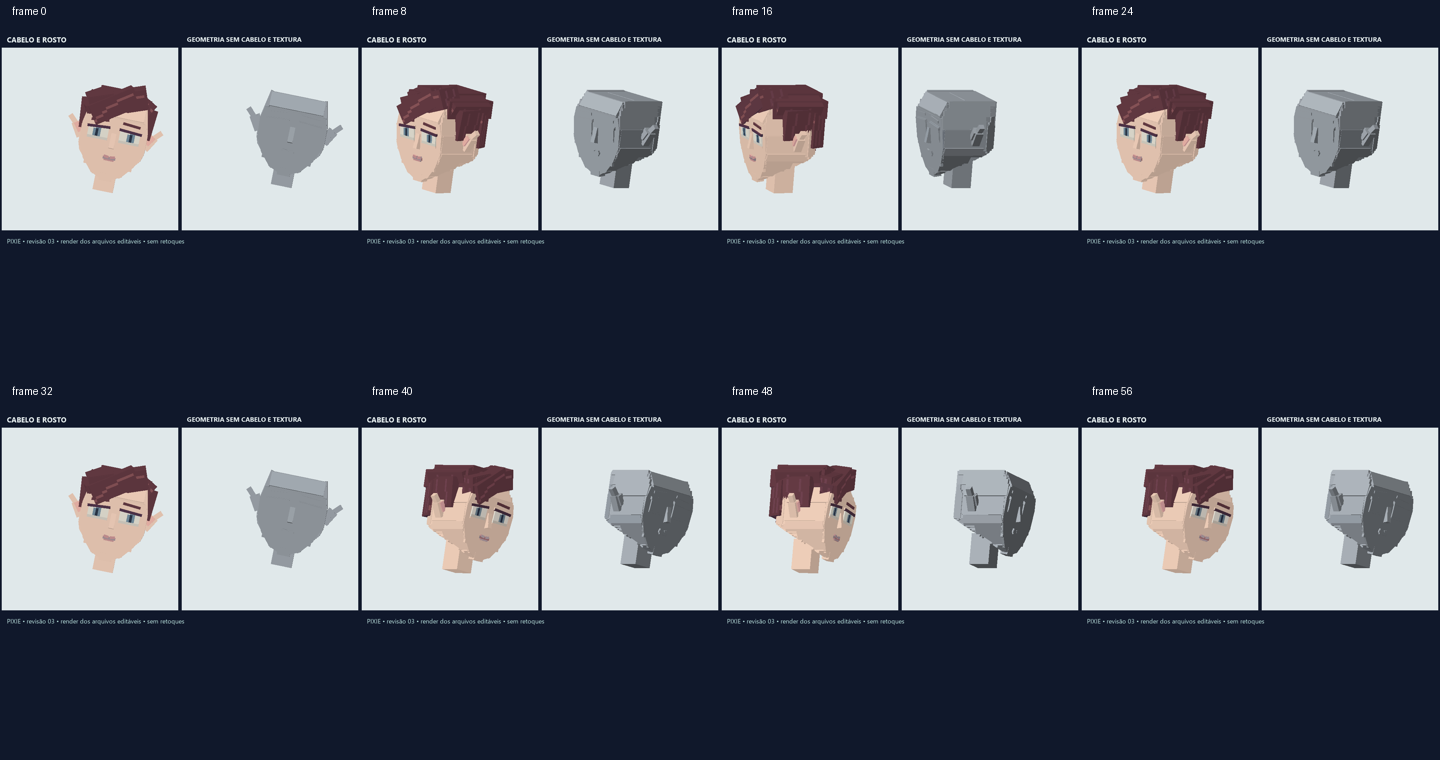 frame 0
frame 8
frame 16
frame 24
CABELO E ROSTO
GEOMETRIA SEM CABELO E TEXTURA
CABELO E ROSTO
GEOMETRIA SEM CABELO E TEXTURA
CABELO E ROSTO
GEOMETRIA SEM CABELO E TEXTURA
CABELO E ROSTO
GEOMETRIA SEM CABELO E TEXTURA
PIXIE • revisão 03 • render dos arquivos editáveis • sem retoques
PIXIE • revisão 03 • render dos arquivos editáveis • sem retoques
PIXIE • revisão 03 • render dos arquivos editáveis • sem retoques
PIXIE • revisão 03 • render dos arquivos editáveis • sem retoques
frame 32
frame 40
frame 48
frame 56
CABELO E ROSTO
GEOMETRIA SEM CABELO E TEXTURA
CABELO E ROSTO
GEOMETRIA SEM CABELO E TEXTURA
CABELO E ROSTO
GEOMETRIA SEM CABELO E TEXTURA
CABELO E ROSTO
GEOMETRIA SEM CABELO E TEXTURA
PIXIE • revisão 03 • render dos arquivos editáveis • sem retoques
PIXIE • revisão 03 • render dos arquivos editáveis • sem retoques
PIXIE • revisão 03 • render dos arquivos editáveis • sem retoques
PIXIE • revisão 03 • render dos arquivos editáveis • sem retoques